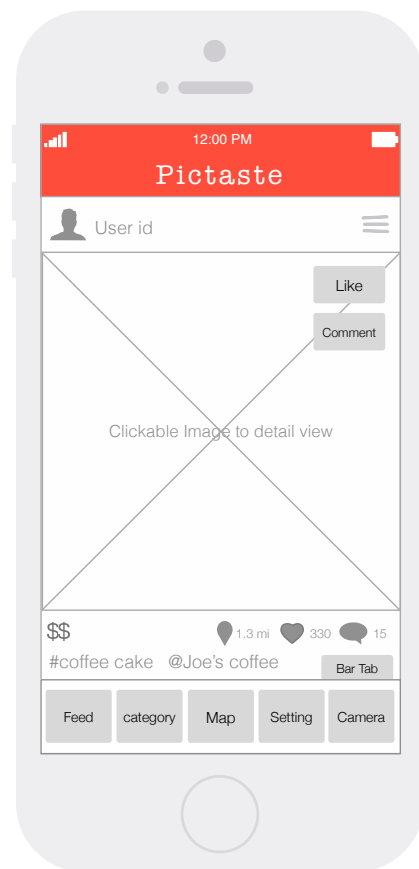 12:00 PM
Pictaste
User id
Like
Comment
Clickable Image to detail view
$$ 1.3 mi 330 15
#coffee cake @Joe's coffee
Bar Tab
Feed category Map Setting Camera